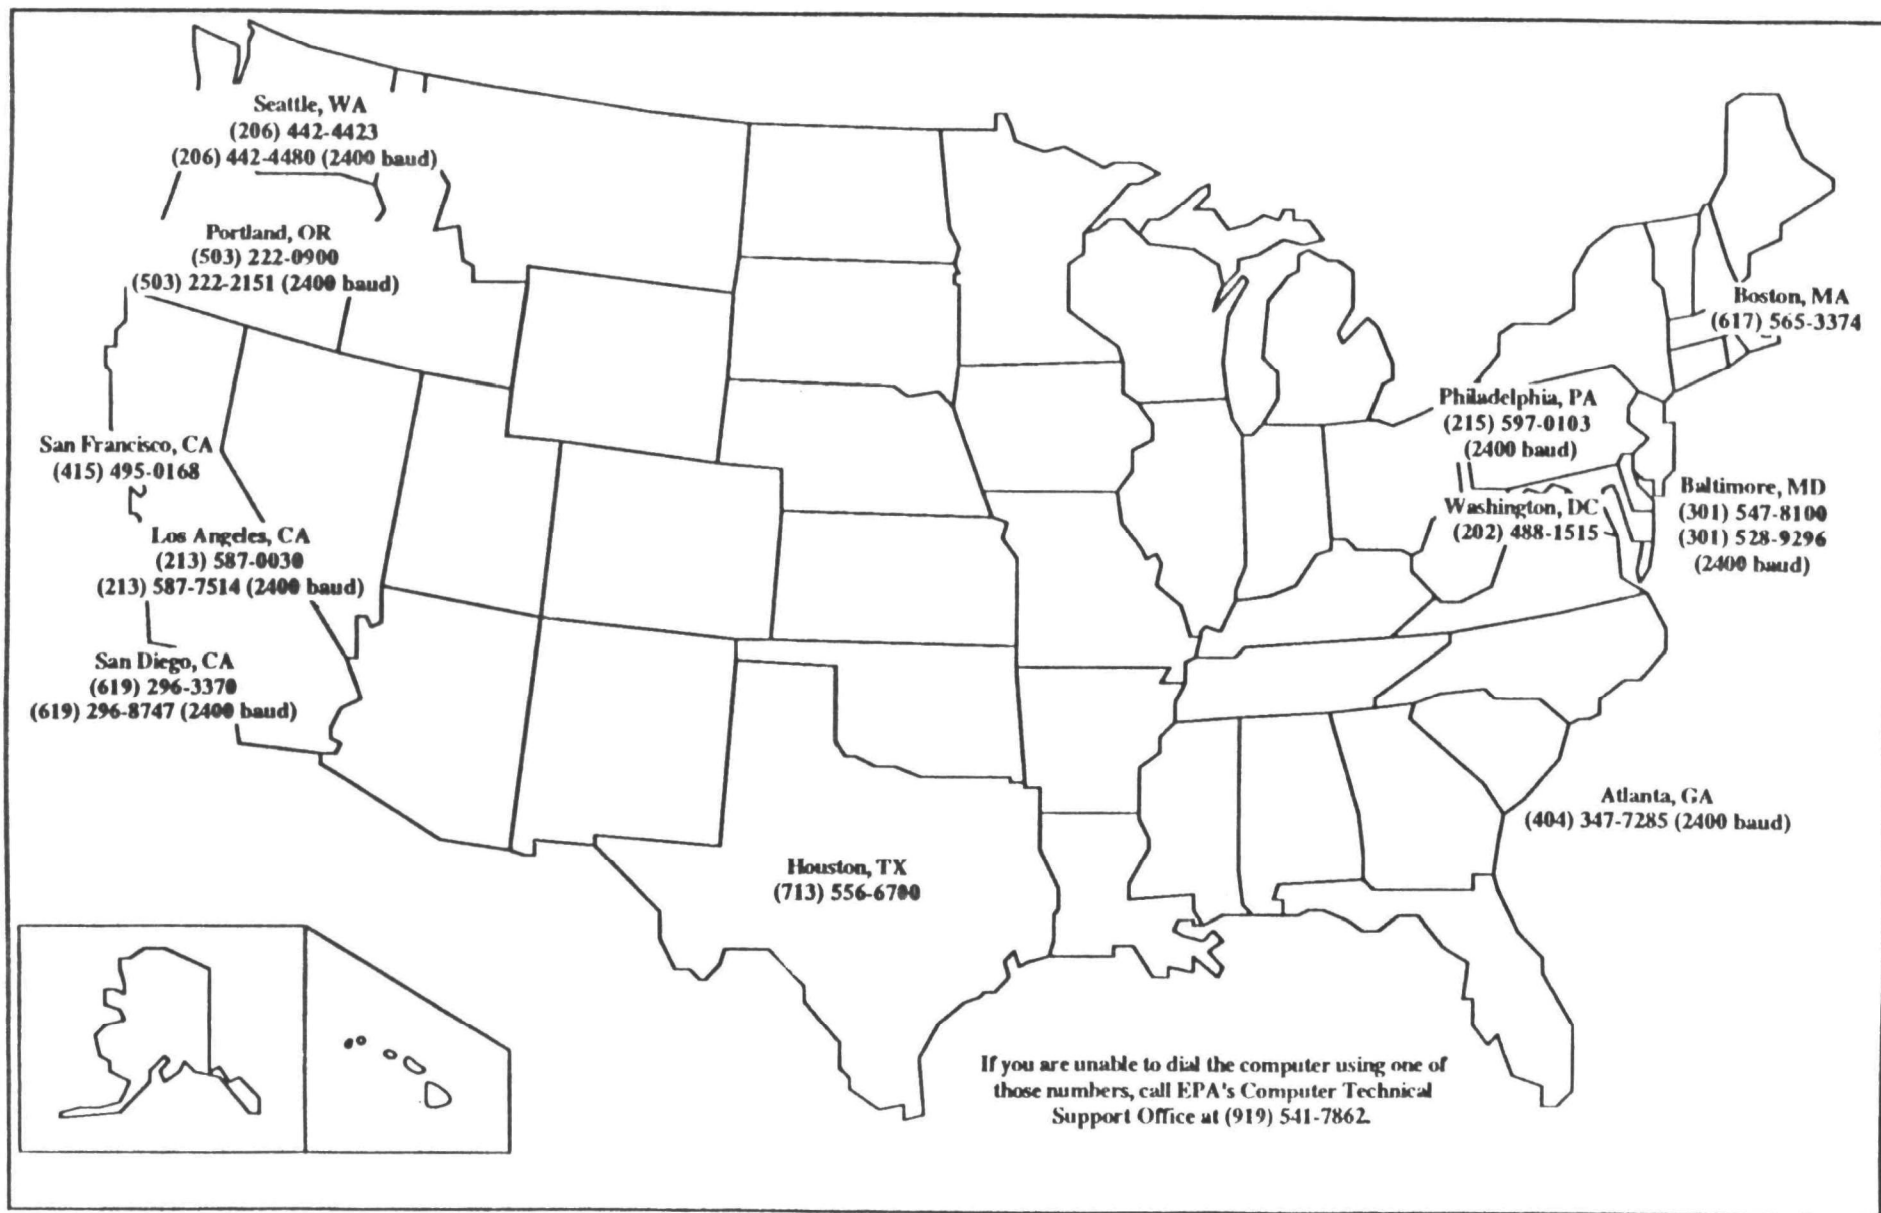 Seattle, WA
(206) 442-4423
(206) 442-4480 (2400 baud)
Portland, OR
(503) 222-0900
(503) 222-2151 (2400 baud)
San Francisco, CA
(415) 495-0168
Los Angeles, CA
(213) 587-0030
(213) 587-7514 (2400 baud)
San Diego, CA
(619) 296-3370
(619) 296-8747 (2400 baud)
Houston, TX
(713) 556-6700
Boston, MA
(617) 565-3374
Philadelphia, PA
(215) 597-0103
(2400 baud)
Washington, DC
(202) 488-1515
Baltimore, MD
(301) 547-8100
(301) 528-9296
(2400 baud)
Atlanta, GA
(404) 347-7285 (2400 baud)
If you are unable to dial the computer using one of
those numbers, call EPA's Computer Technical
Support Office at (919) 541-7862.